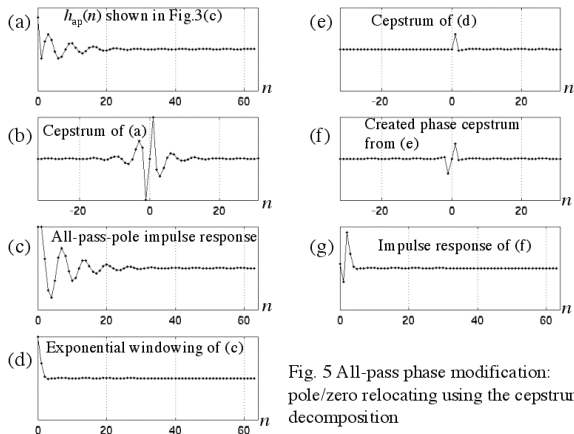 (a) h_ap(n) shown in Fig.3(c)
0 20 40 60 n
(b) Cepstrum of (a)
-20 0 20 n
(c) All-pass-pole impulse response
0 20 40 60 n
(d) Exponential windowing of (c)
0 20 40 60 n
(e) Cepstrum of (d)
-20 0 20 n
(f) Created phase cepstrum
from (e)
-20 0 20 n
(g) Impulse response of (f)
0 20 40 60 n
Fig. 5 All-pass phase modification:
pole/zero relocating using the cepstrum
decomposition